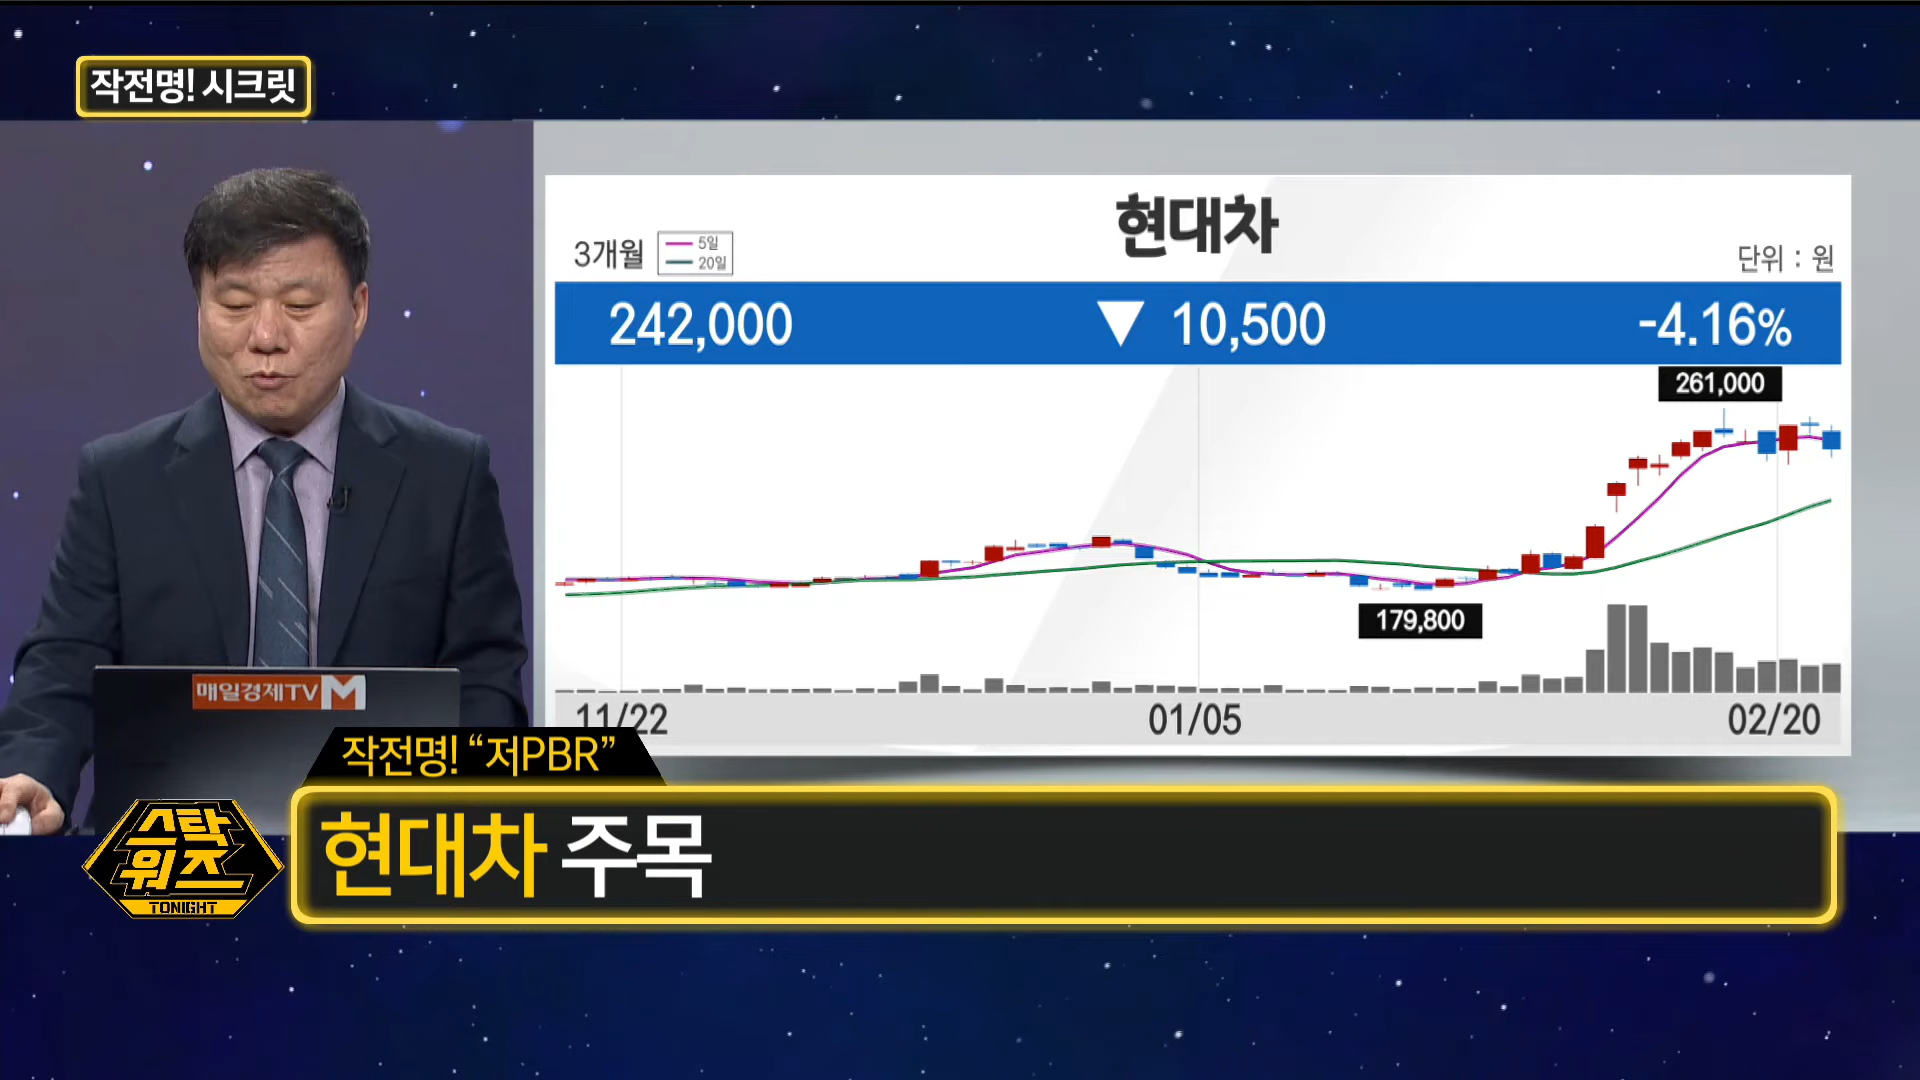 작전명! 시크릿
현대차
3개월
5일
20일
단위 : 원
242,000 ▼ 10,500 -4.16%
261,000
179,800
11/22 01/05 02/20
매일경제TV M
작전명! “저PBR”
현대차 주목
스탁
워즈
TONIGHT